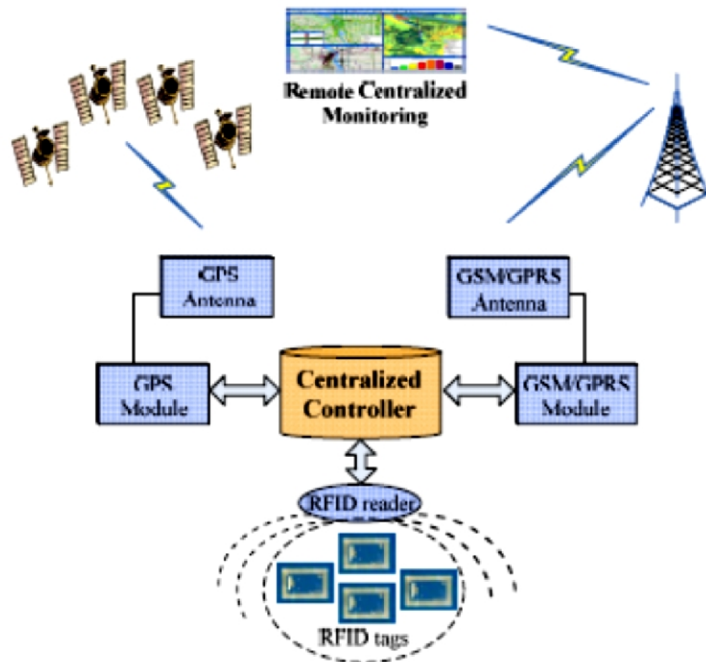 Remote Centralized
Monitoring
GPS
Antenna
GSM/GPRS
Antenna
GPS
Module
Centralized
Controller
GSM/GPRS
Module
RFID reader
RFID tags